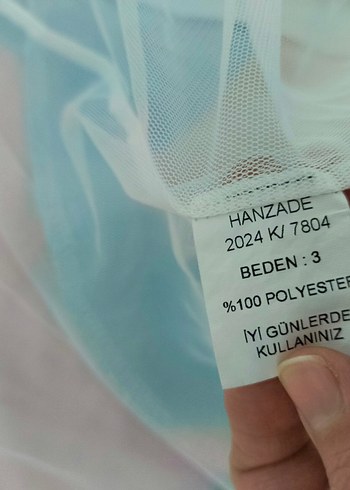 HANZADE
2024 K/ 7804
BEDEN : 3
%100 POLYESTER
İYİ GÜNLERDE
KULLANINIZ